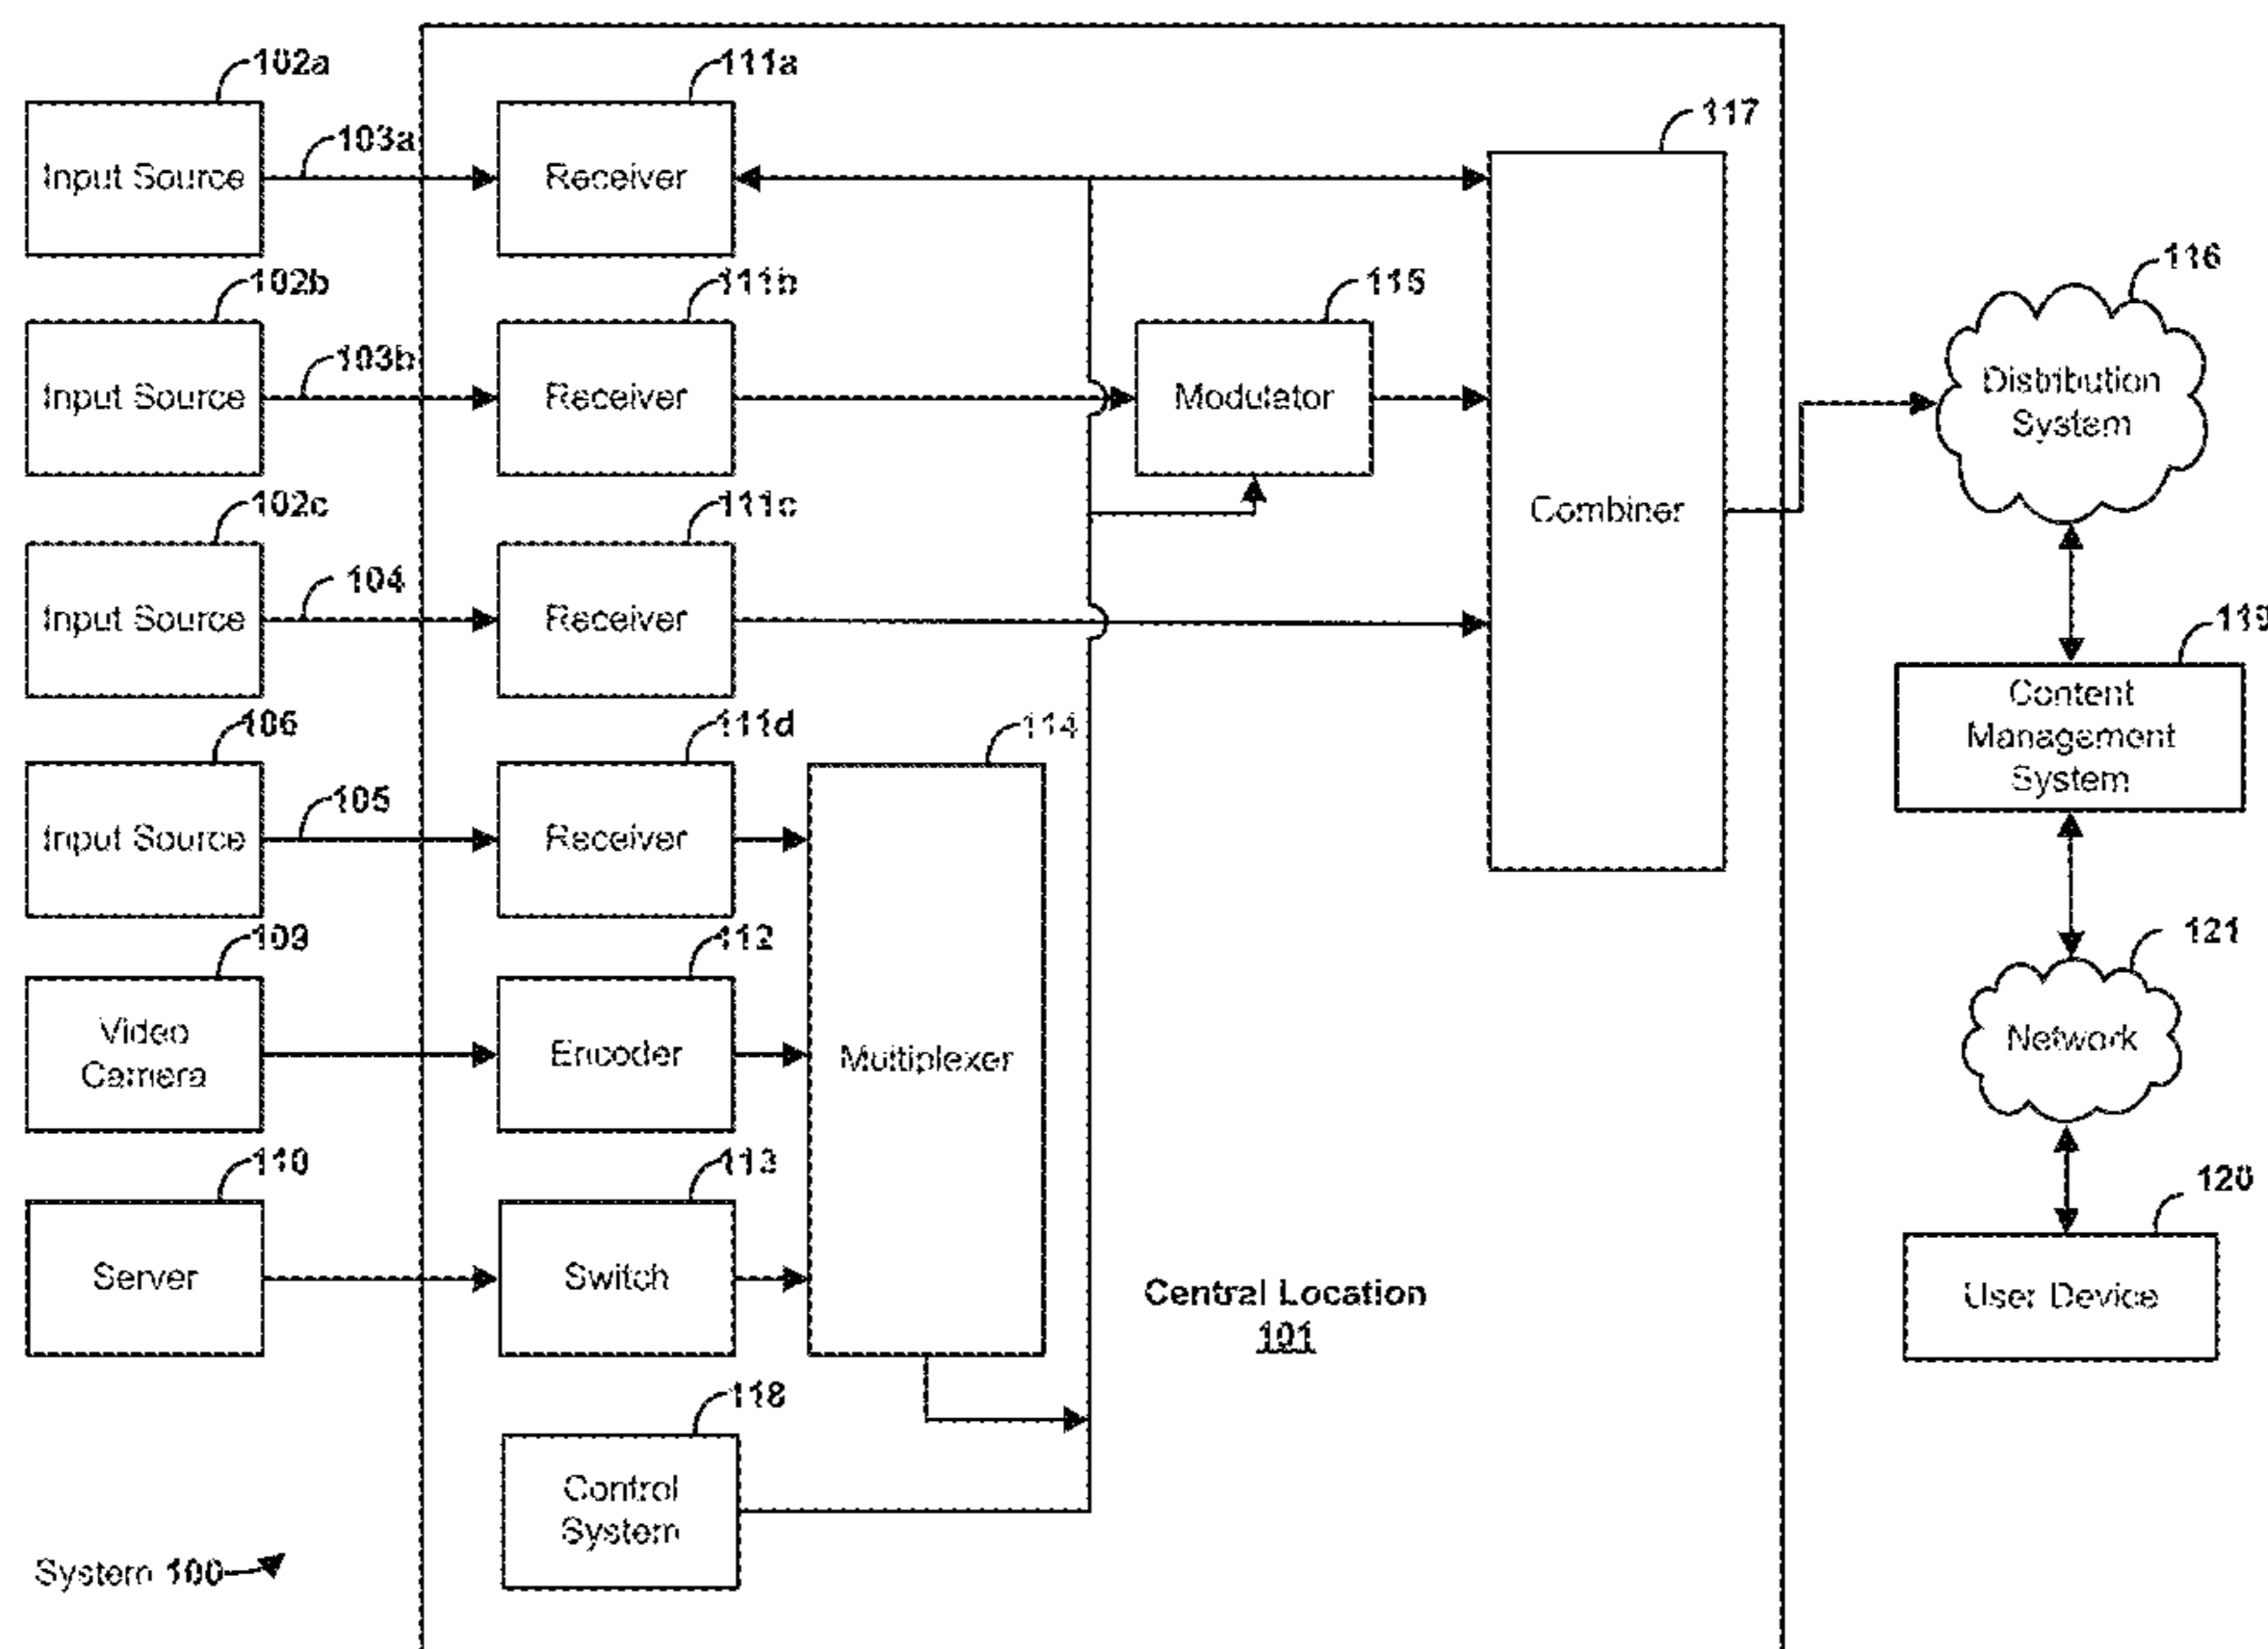 102a
111a
117
103a
Input Source
Receiver
102b
111b
115
116
103b
Input Source
Receiver
Modulator
Distribution
System
102c
111c
Combiner
104
Input Source
Receiver
119
Content
Management
System
106
111d
114
105
Input Source
Receiver
109
112
121
Video
Camera
Encoder
Multiplexer
Network
110
113
120
Server
Switch
Central Location
101
User Device
118
Control
System
System 100